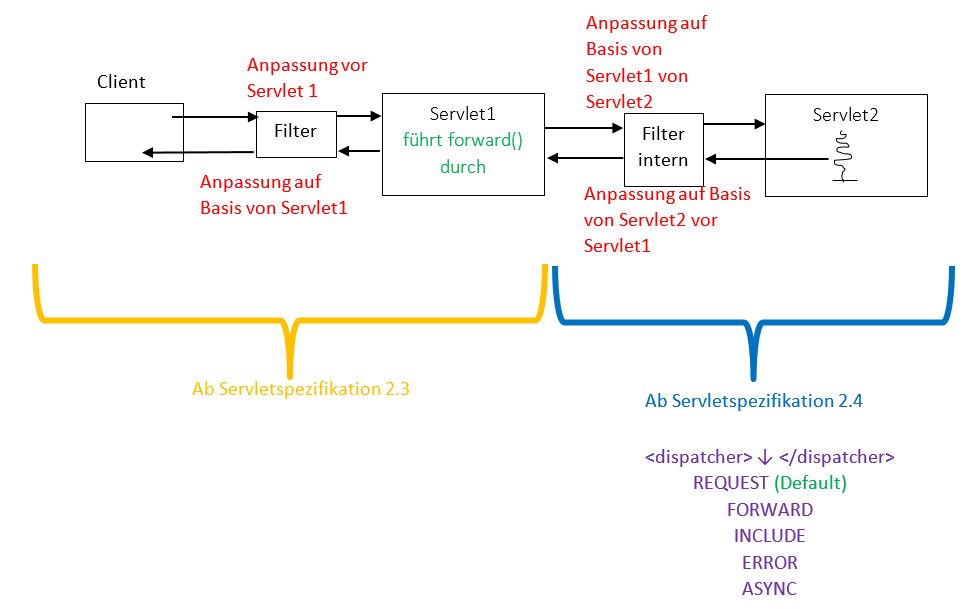 Client
Anpassung vor
Servlet 1
Filter
Anpassung auf
Basis von Servlet1
Servlet1
führt forward()
durch
Anpassung auf
Basis von
Servlet1 von
Servlet2
Filter
intern
Anpassung auf Basis
von Servlet2 vor
Servlet1
Servlet2
Ab Servletspezifikation 2.3
Ab Servletspezifikation 2.4
<dispatcher> ↓ </dispatcher>
REQUEST (Default)
FORWARD
INCLUDE
ERROR
ASYNC